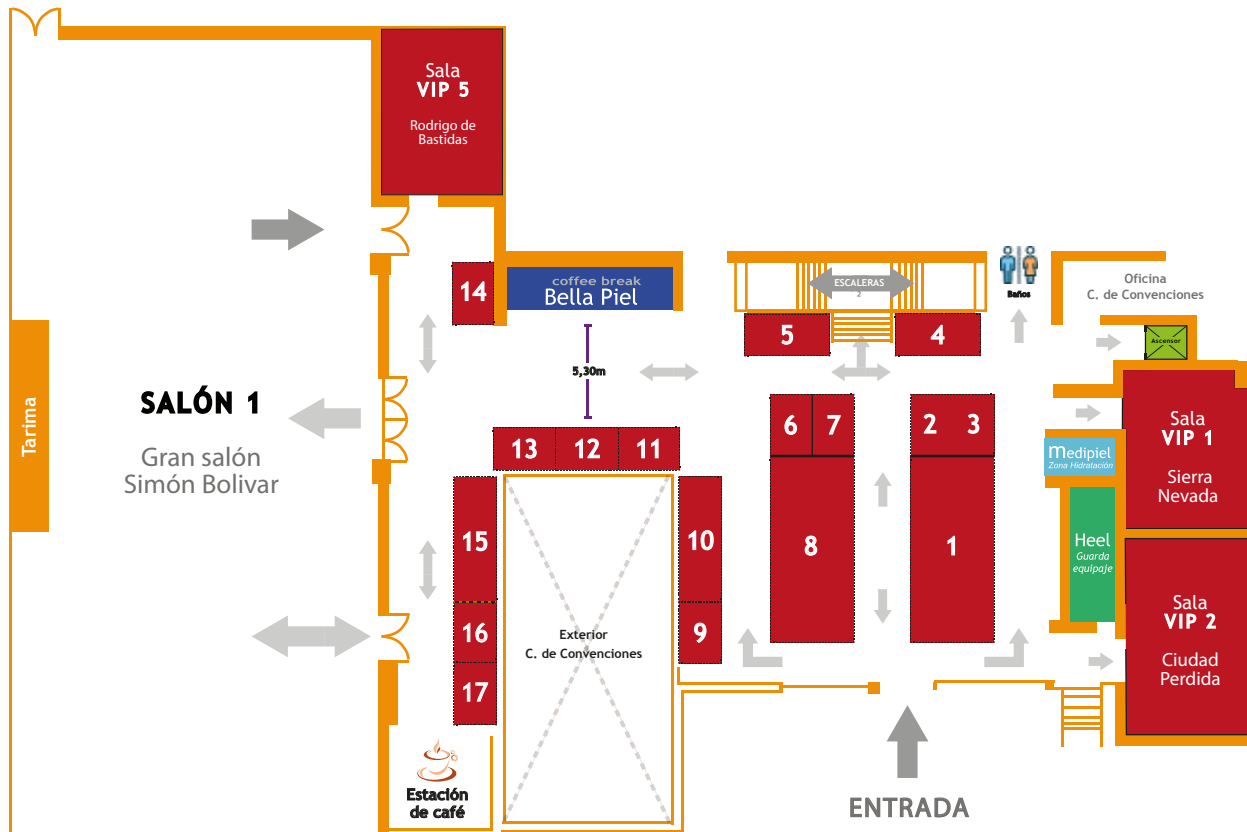 Sala
VIP 5
Rodrigo de
Bastidas
14
coffee break
Bella Piel
ESCALERAS
2
Baños
Oficina
C. de Convenciones
Ascensor
5
4
5,30m
Tarima
SALÓN 1
Gran salón
Simón Bolivar
6
7
2
3
Sala
VIP 1
Sierra
Nevada
13
12
11
medipiel
Zona Hidratación
15
10
8
1
Heel
Guarda
equipaje
16
9
Exterior
C. de Convenciones
Sala
VIP 2
Ciudad
Perdida
17
Estación
de café
ENTRADA